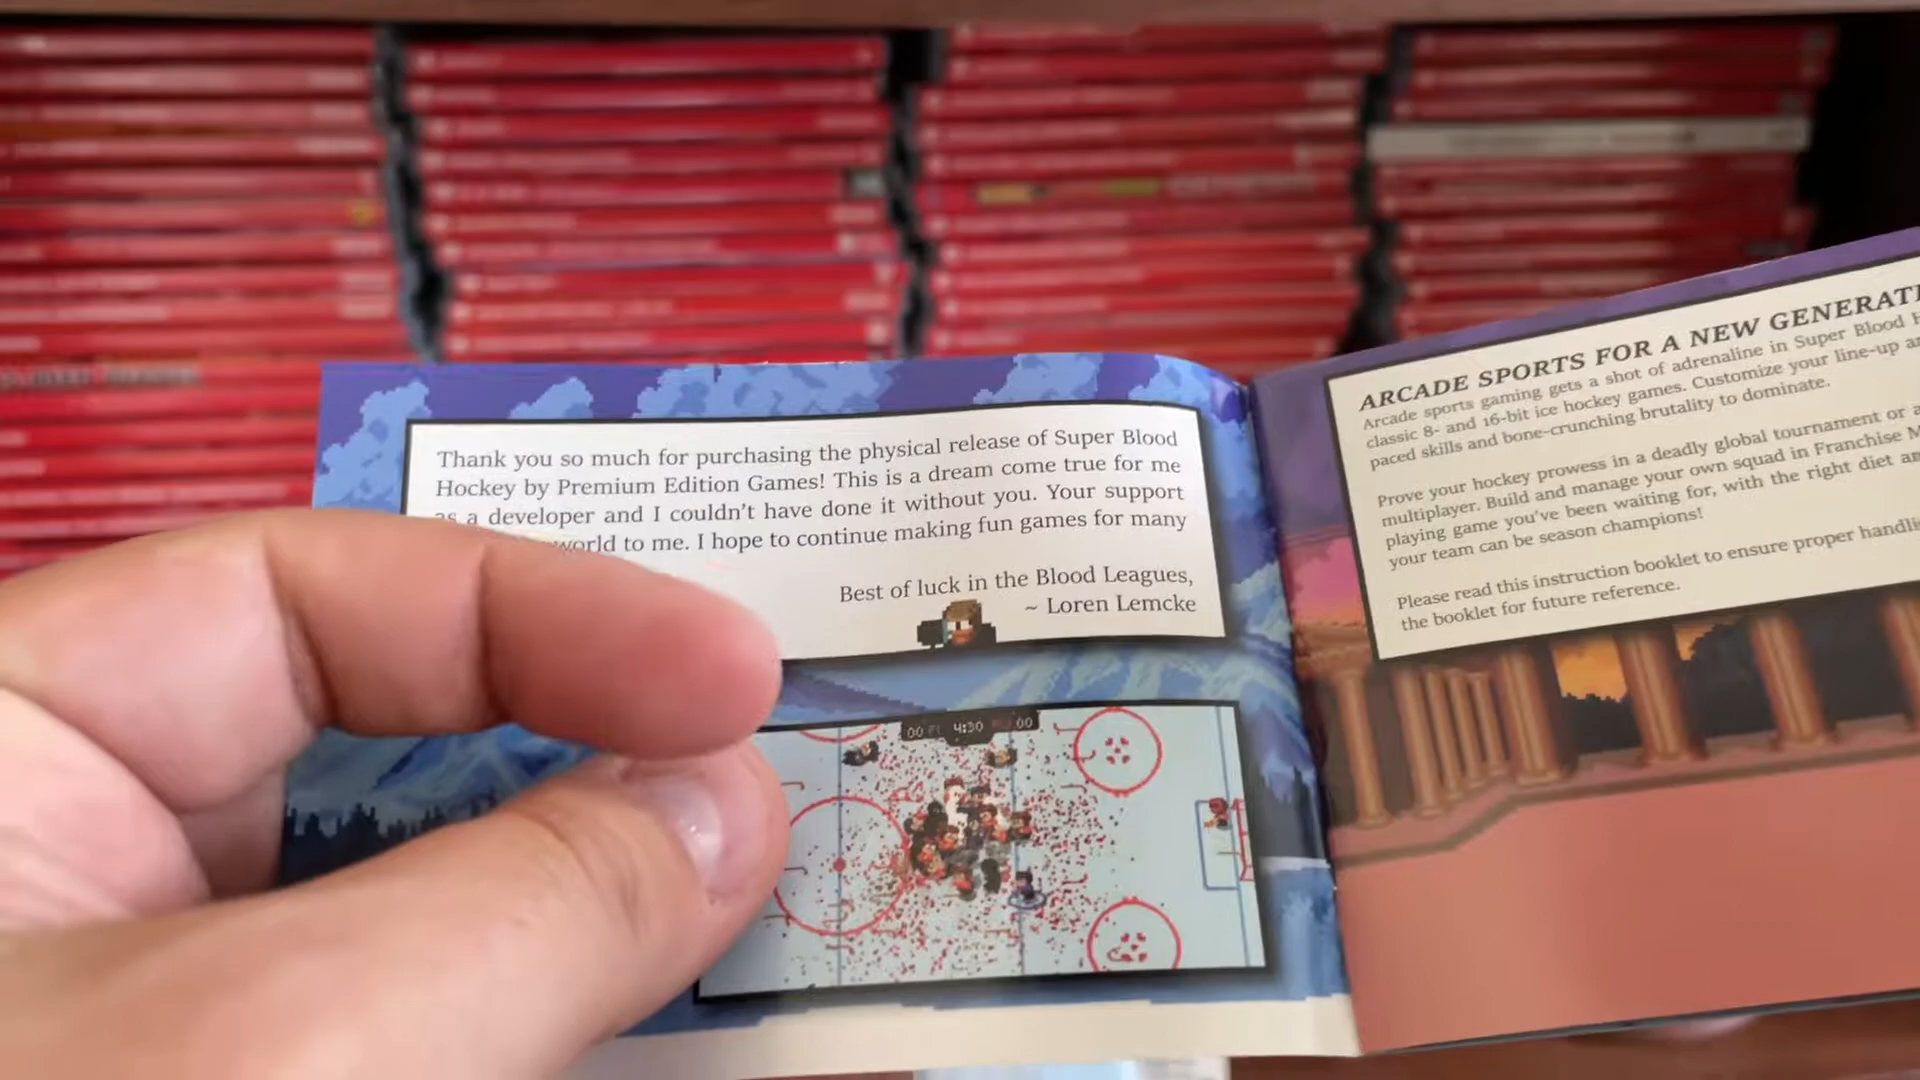 Thank you so much for purchasing the physical release of Super Blood
Hockey by Premium Edition Games! This is a dream come true for me
as a developer and I couldn't have done it without you. Your support
world to me. I hope to continue making fun games for many
Best of luck in the Blood Leagues,
~ Loren Lemcke
00 4:30 00
ARCADE SPORTS FOR A NEW GENERATI
Arcade sports gaming gets a shot of adrenaline in Super Blood H
classic 8- and 16-bit ice hockey games. Customize your line-up
paced skills and bone-crunching brutality to dominate.
Prove your hockey prowess in a deadly global tournament or
multiplayer. Build and manage your own squad in Franchise M
playing game you've been waiting for, with the right diet
your team can be season champions!
Please read this instruction booklet to ensure proper handli
the booklet for future reference.